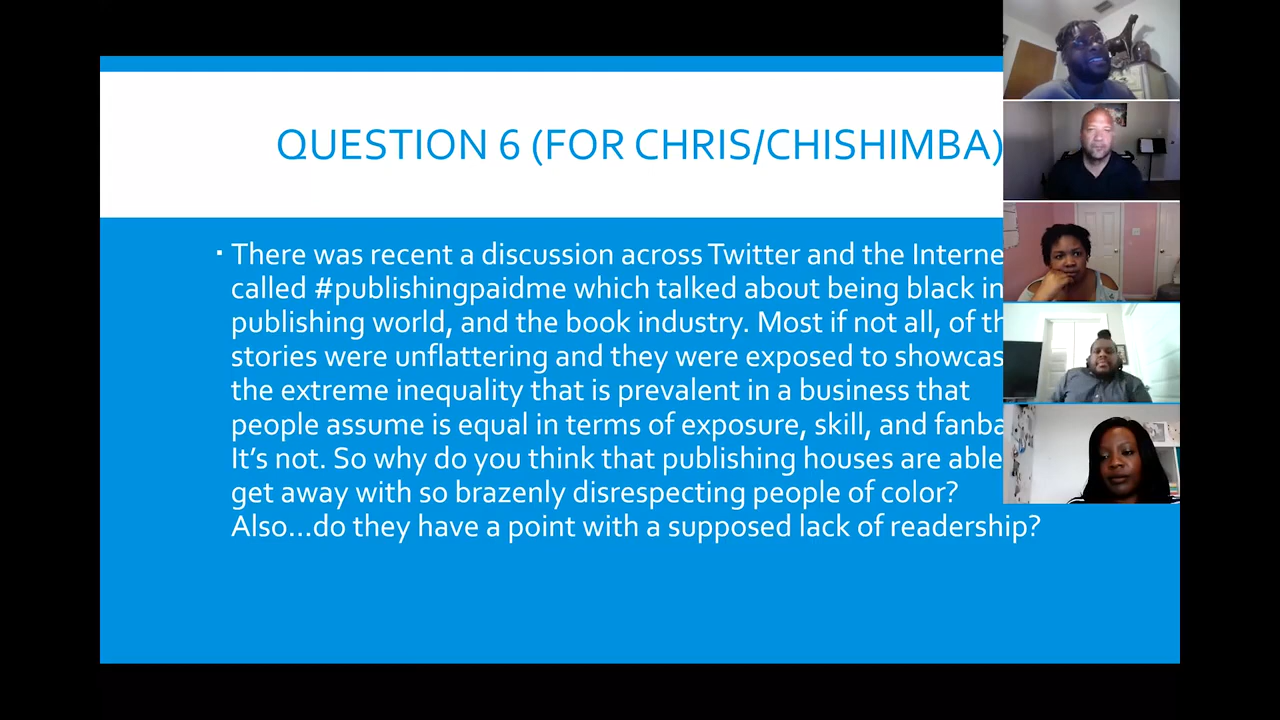 QUESTION 6 (FOR CHRIS/CHISHIMBA)
▪ There was recent a discussion across Twitter and the Interne
called #publishingpaidme which talked about being black in
publishing world, and the book industry. Most if not all, of th
stories were unflattering and they were exposed to showcas
the extreme inequality that is prevalent in a business that
people assume is equal in terms of exposure, skill, and fanba
It’s not. So why do you think that publishing houses are able
get away with so brazenly disrespecting people of color?
Also...do they have a point with a supposed lack of readership?